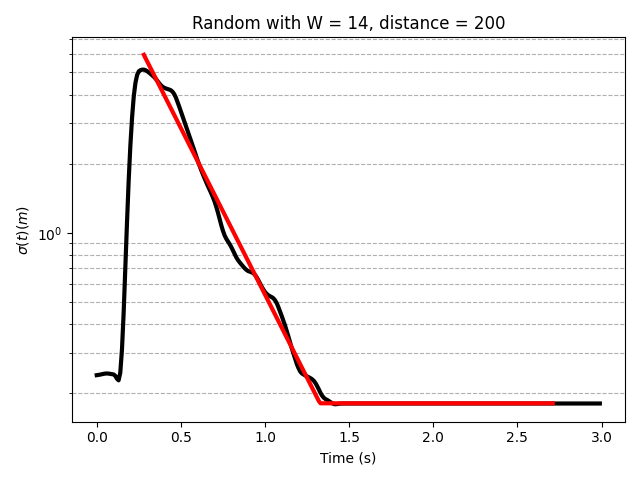 Random with W = 14, distance = 200
σ(t)(m)
10⁰
0.0 0.5 1.0 1.5 2.0 2.5 3.0
Time (s)